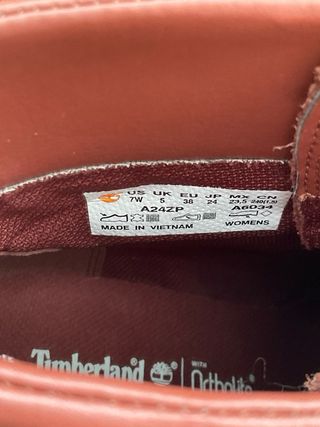 US UK EU JP MX CN
7W 5 38 24 23,5 240(1,5)
A24ZP A6034
MADE IN VIETNAM WOMENS
Timberland WITH Ortholite